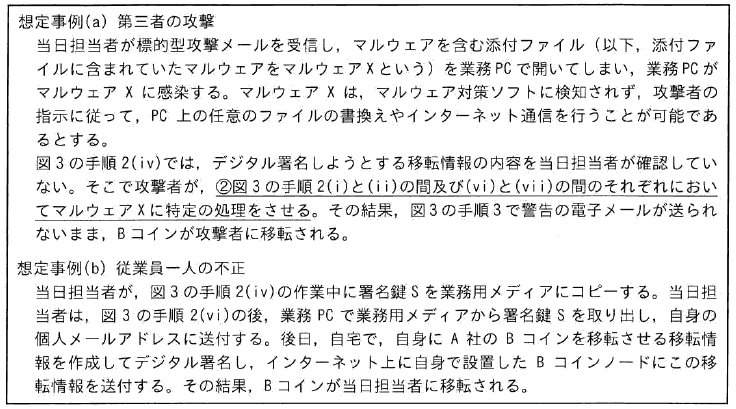 想定事例(a) 第三者の攻撃
当日担当者が標的型攻撃メールを受信し，マルウェアを含む添付ファイル（以下，添付ファ
イルに含まれていたマルウェアをマルウェアXという）を業務PCで開いてしまい，業務PCが
マルウェア X に感染する。マルウェア X は，マルウェア対策ソフトに検知されず，攻撃者の
指示に従って，PC 上の任意のファイルの書換えやインターネット通信を行うことが可能であ
るとする。
図3の手順2(iv)では，デジタル署名しようとする移転情報の内容を当日担当者が確認してい
ない。そこで攻撃者が，②図3の手順2(i)と(ii)の間及び(vi)と(vii)の間のそれぞれにおい
てマルウェアXに特定の処理をさせる。その結果，図3の手順3で警告の電子メールが送られ
ないまま，Bコインが攻撃者に移転される。
想定事例(b) 従業員一人の不正
当日担当者が，図3の手順2(iv)の作業中に署名鍵Sを業務用メディアにコピーする。当日担
当者は，図3の手順2(vi)の後，業務PCで業務用メディアから署名鍵Sを取り出し，自身の
個人メールアドレスに送付する。後日，自宅で，自身に A 社の B コインを移転させる移転情
報を作成してデジタル署名し，インターネット上に自身で設置した B コインノードにこの移
転情報を送付する。その結果，Bコインが当日担当者に移転される。